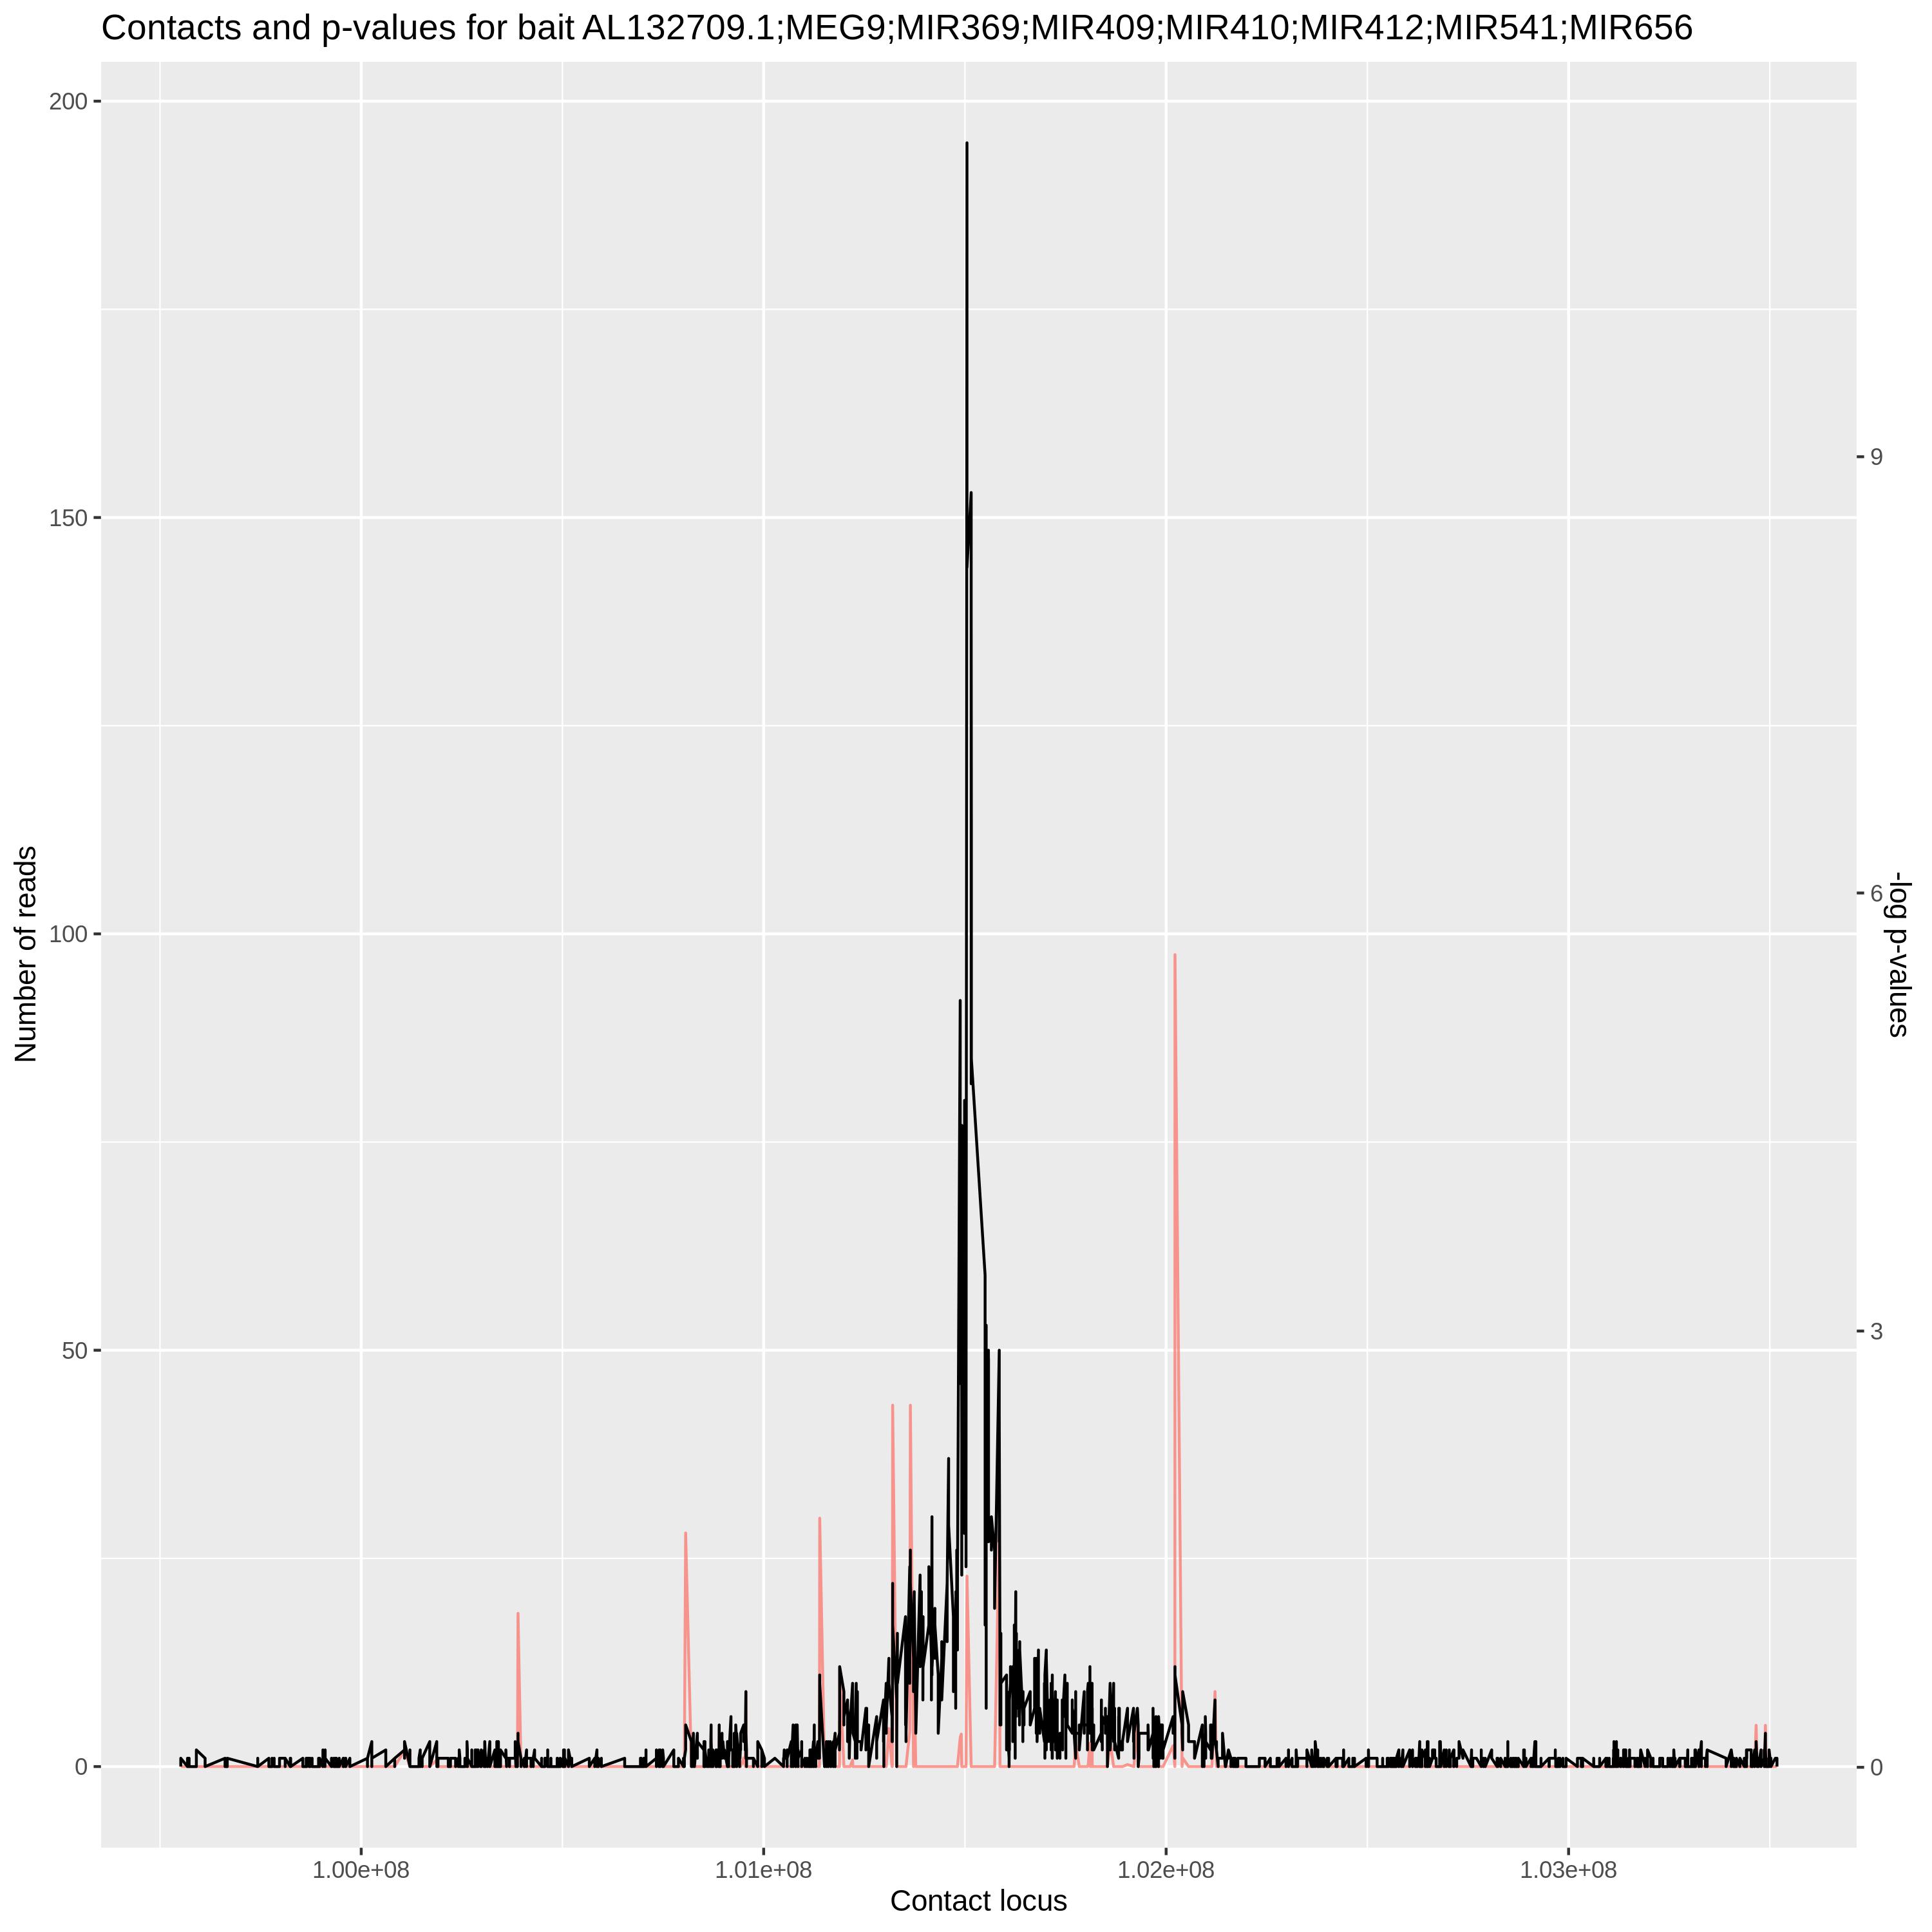 Contacts and p-values for bait AL132709.1;MEG9;MIR369;MIR409;MIR410;MIR412;MIR541;MIR656
200
150
100
50
0
Number of reads
9
6
3
0
-log p-values
1.00e+08 1.01e+08 1.02e+08 1.03e+08
Contact locus